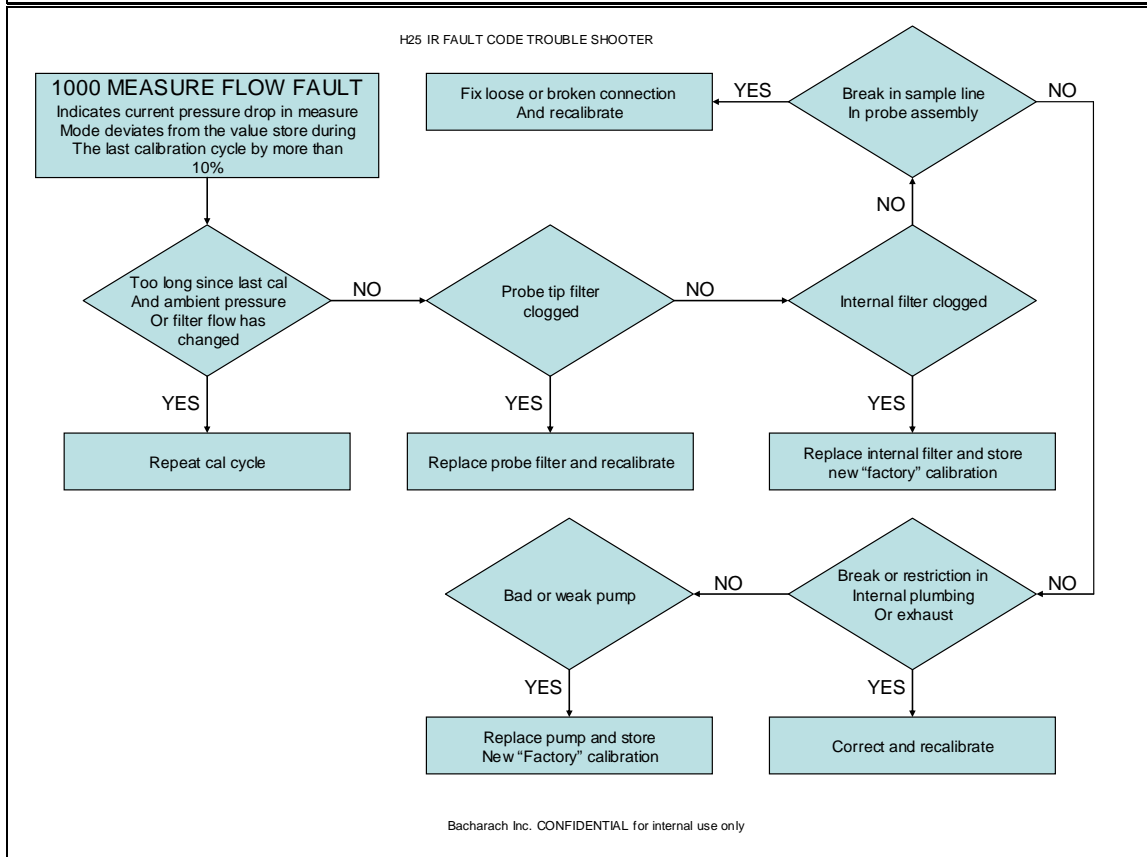 H25 IR FAULT CODE TROUBLE SHOOTER
1000 MEASURE FLOW FAULT
Indicates current pressure drop in measure
Mode deviates from the value store during
The last calibration cycle by more than
10%
Fix loose or broken connection
And recalibrate
YES
Break in sample line
In probe assembly
NO
NO
Too long since last cal
And ambient pressure
Or filter flow has
changed
NO
Probe tip filter
clogged
NO
Internal filter clogged
YES
YES
YES
Repeat cal cycle
Replace probe filter and recalibrate
Replace internal filter and store
new “factory” calibration
Bad or weak pump
NO
Break or restriction in
Internal plumbing
Or exhaust
NO
YES
YES
Replace pump and store
New “Factory” calibration
Correct and recalibrate
Bacharach Inc. CONFIDENTIAL for internal use only